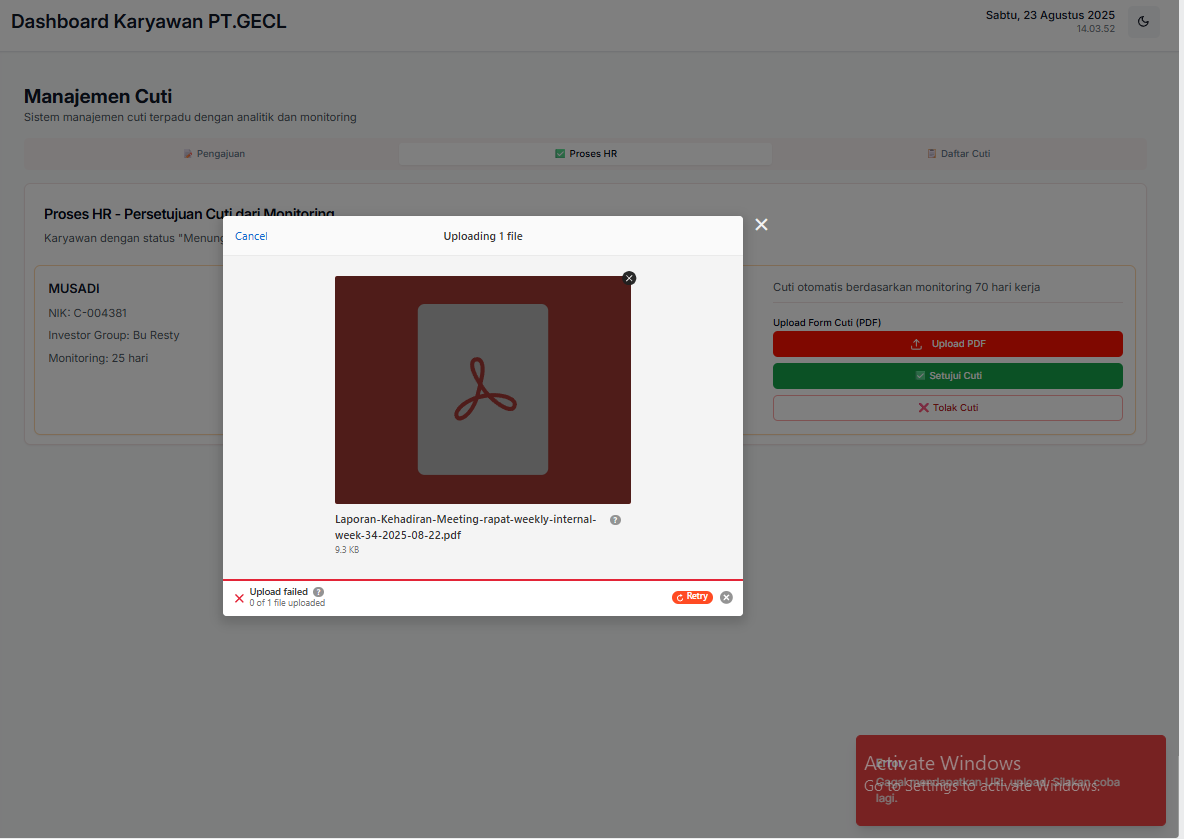 Dashboard Karyawan PT.GECL
Sabtu, 23 Agustus 2025
14.03.52
Manajemen Cuti
Sistem manajemen cuti terpadu dengan analitik dan monitoring
Pengajuan
Proses HR
Daftar Cuti
Proses HR - Persetujuan Cuti dari Monitoring
Karyawan dengan status "Menung
MUSADI
NIK: C-004381
Investor Group: Bu Resty
Monitoring: 25 hari
Cuti otomatis berdasarkan monitoring 70 hari kerja
Upload Form Cuti (PDF)
Upload PDF
Setujui Cuti
Tolak Cuti
Cancel
Uploading 1 file
Laporan-Kehadiran-Meeting-rapat-weekly-internal-
week-34-2025-08-22.pdf
9.3 KB
Upload failed
0 of 1 file uploaded
Retry
Error
Gagal mendapatkan URL upload. Silakan coba
lagi.
Activate Windows
Go to Settings to activate Windows.